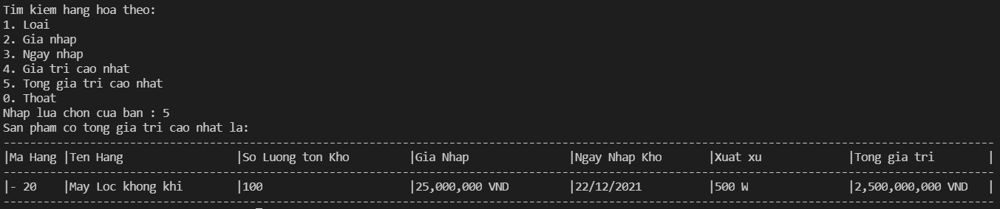 Tim kiem hang hoa theo:
1. Loai
2. Gia nhap
3. Ngay nhap
4. Gia tri cao nhat
5. Tong gia tri cao nhat
0. Thoat
Nhap lua chon cua ban : 5
San pham co tong gia tri cao nhat la:
|Ma Hang |Ten Hang |So Luong ton Kho |Gia Nhap |Ngay Nhap Kho |Xuat xu |Tong gia tri |
|- 20 |May Loc khong khi |100 |25,000,000 VND |22/12/2021 |500 W |2,500,000,000 VND |